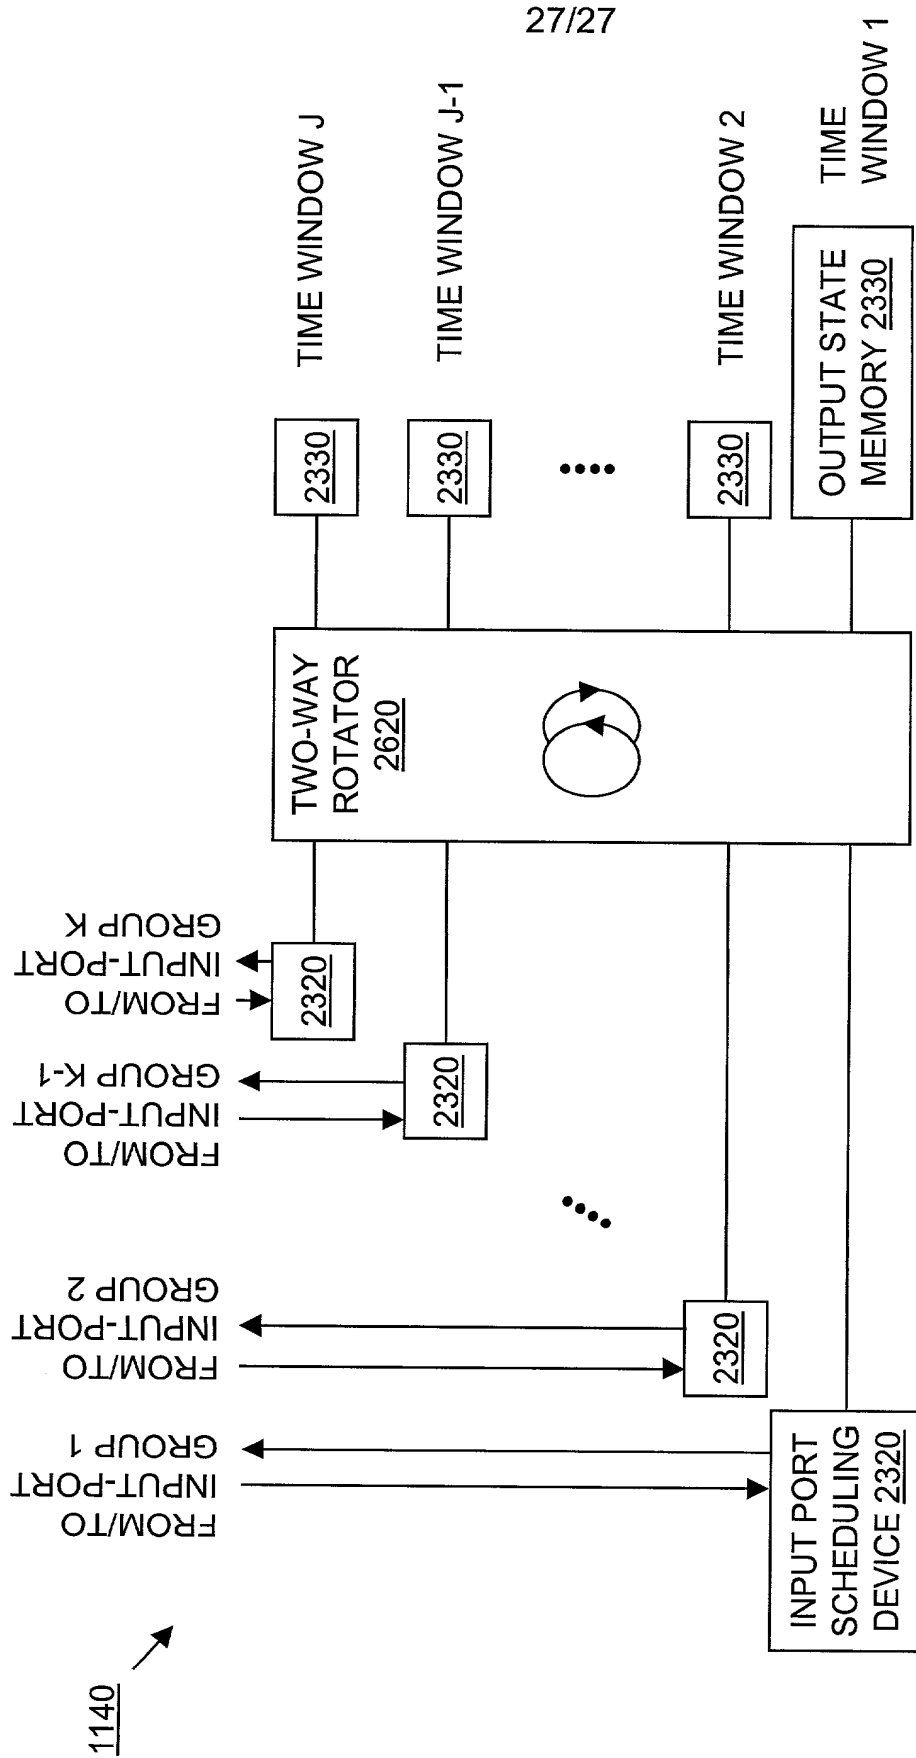 27/27
1140
FROM/TO
INPUT-PORT
GROUP 1
FROM/TO
INPUT-PORT
GROUP 2
FROM/TO
INPUT-PORT
GROUP K-1
FROM/TO
INPUT-PORT
GROUP K
2320
2320
2320
INPUT PORT
SCHEDULING
DEVICE 2320
TWO-WAY
ROTATOR
2620
2330
TIME WINDOW J
2330
TIME WINDOW J-1
2330
TIME WINDOW 2
OUTPUT STATE
MEMORY 2330
TIME
WINDOW 1